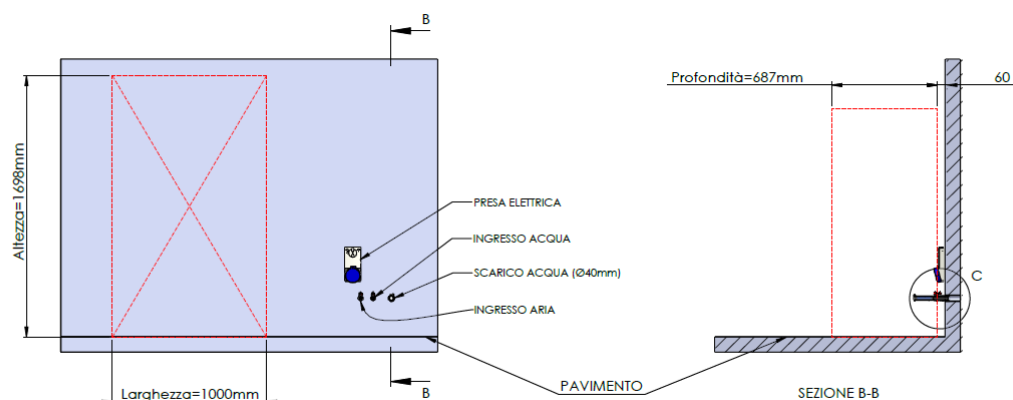 B
Profondità=687mm
60
Altezza=1698mm
PRESA ELETTRICA
INGRESSO ACQUA
SCARICO ACQUA (Ø40mm)
C
INGRESSO ARIA
PAVIMENTO
B
SEZIONE B-B
Larghezza=1000mm